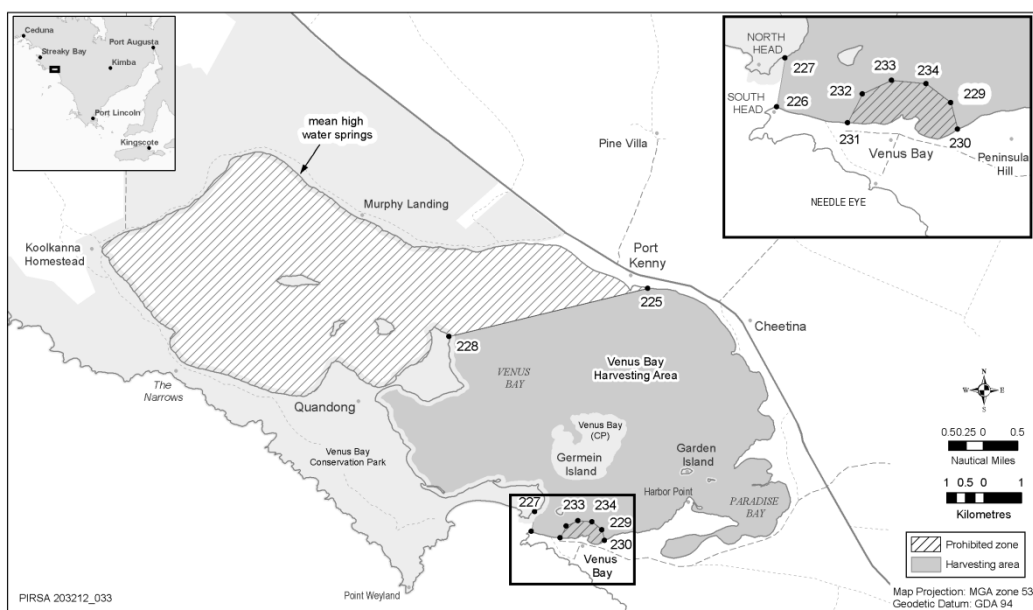 Ceduna
Port Augusta
Streaky Bay
Kimba
Port Lincoln
Kingscote
NORTH HEAD
227
233
234
232
229
SOUTH HEAD
226
231
230
Venus Bay
Peninsula Hill
NEEDLE EYE
mean high
water springs
Pine Villa
Murphy Landing
Koolkanna
Homestead
Port
Kenny
225
Cheetina
228
Venus Bay
Harvesting Area
VENUS
BAY
The
Narrows
Quandong
Venus Bay
(CP)
Germein
Island
Garden
Island
Venus Bay
Conservation Park
Harbor Point
PARADISE
BAY
227
233
234
229
230
Venus
Bay
Point Weyland
N
W E
S
0.5 0.25 0 0.5
Nautical Miles
1 0.5 0 1
Kilometres
Prohibited zone
Harvesting area
PIRSA 203212_033
Map Projection: MGA zone 53
Geodetic Datum: GDA 94